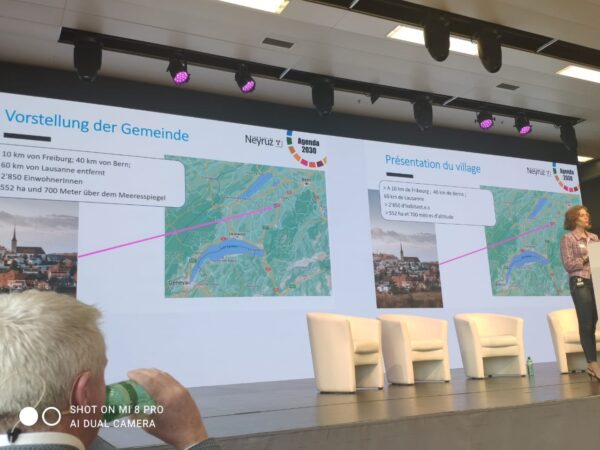 Vorstellung der Gemeinde
Neyruz
Agenda
2030
10 km von Freiburg; 40 km von Bern;
60 km von Lausanne entfernt
2'850 EinwohnerInnen
552 ha und 700 Meter über dem Meeresspiegel
Genève
Présentation du village
Neyruz
Agenda
2030
> A 10 km de Fribourg ; 40 km de Berne ;
60 km de Lausanne
> 2'850 d'habitant.e.s
> 552 ha et 700 mètres d'altitude
SHOT ON MI 8 PRO
AI DUAL CAMERA